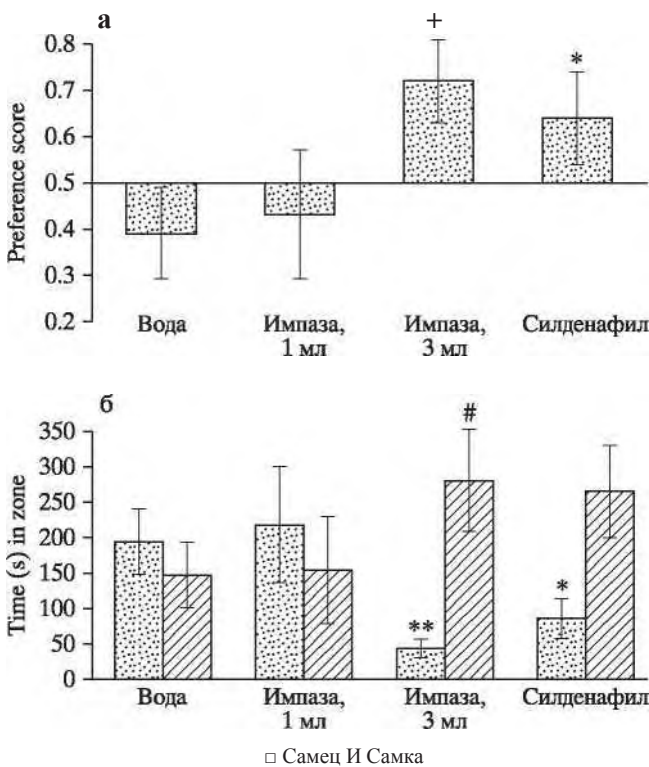 а
+
*
0.8
0.7
0.6
0.5
0.4
0.3
0.2
Preference score
Вода
Импаза,
1 мл
Импаза,
3 мл
Силденафил
б
#
**
*
350
300
250
200
150
100
50
0
Time (s) in zone
Вода
Импаза,
1 мл
Импаза,
3 мл
Силденафил
□ Самец И Самка